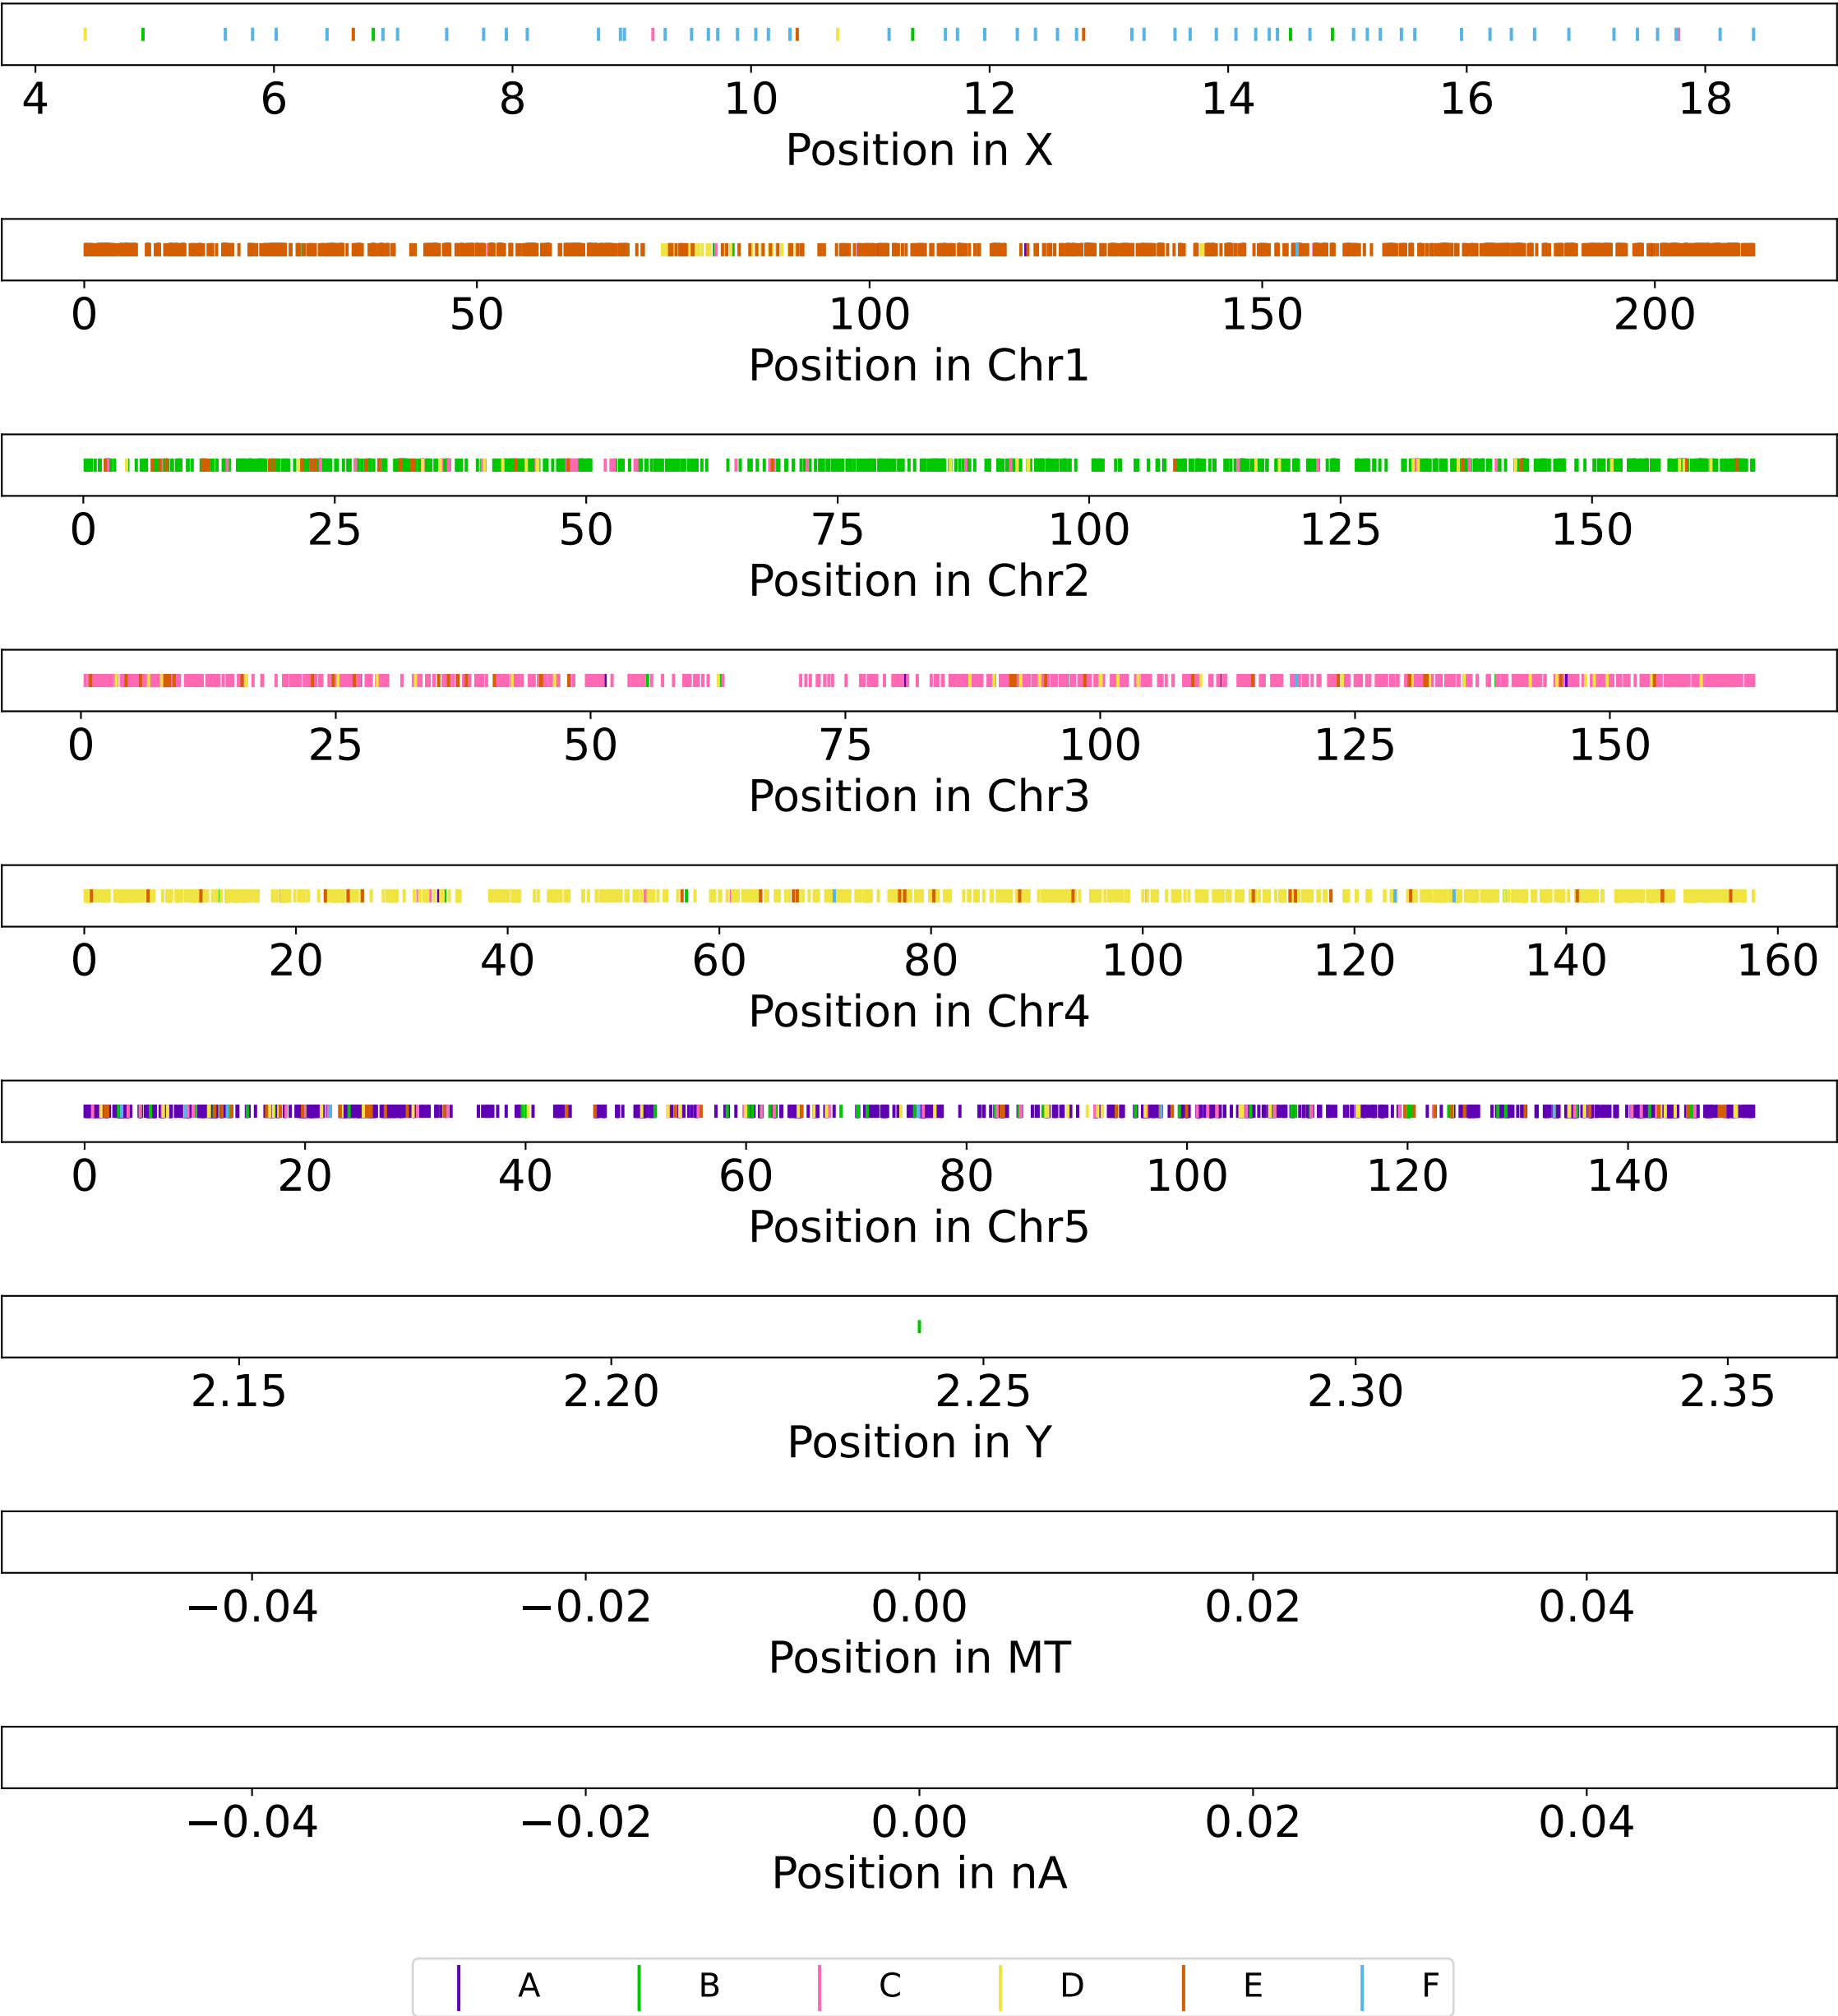 4 6 8 10 12 14 16 18
Position in X
0 50 100 150 200
Position in Chr1
0 25 50 75 100 125 150
Position in Chr2
0 25 50 75 100 125 150
Position in Chr3
0 20 40 60 80 100 120 140 160
Position in Chr4
0 20 40 60 80 100 120 140
Position in Chr5
2.15 2.20 2.25 2.30 2.35
Position in Y
−0.04 −0.02 0.00 0.02 0.04
Position in MT
−0.04 −0.02 0.00 0.02 0.04
Position in nA
A B C D E F